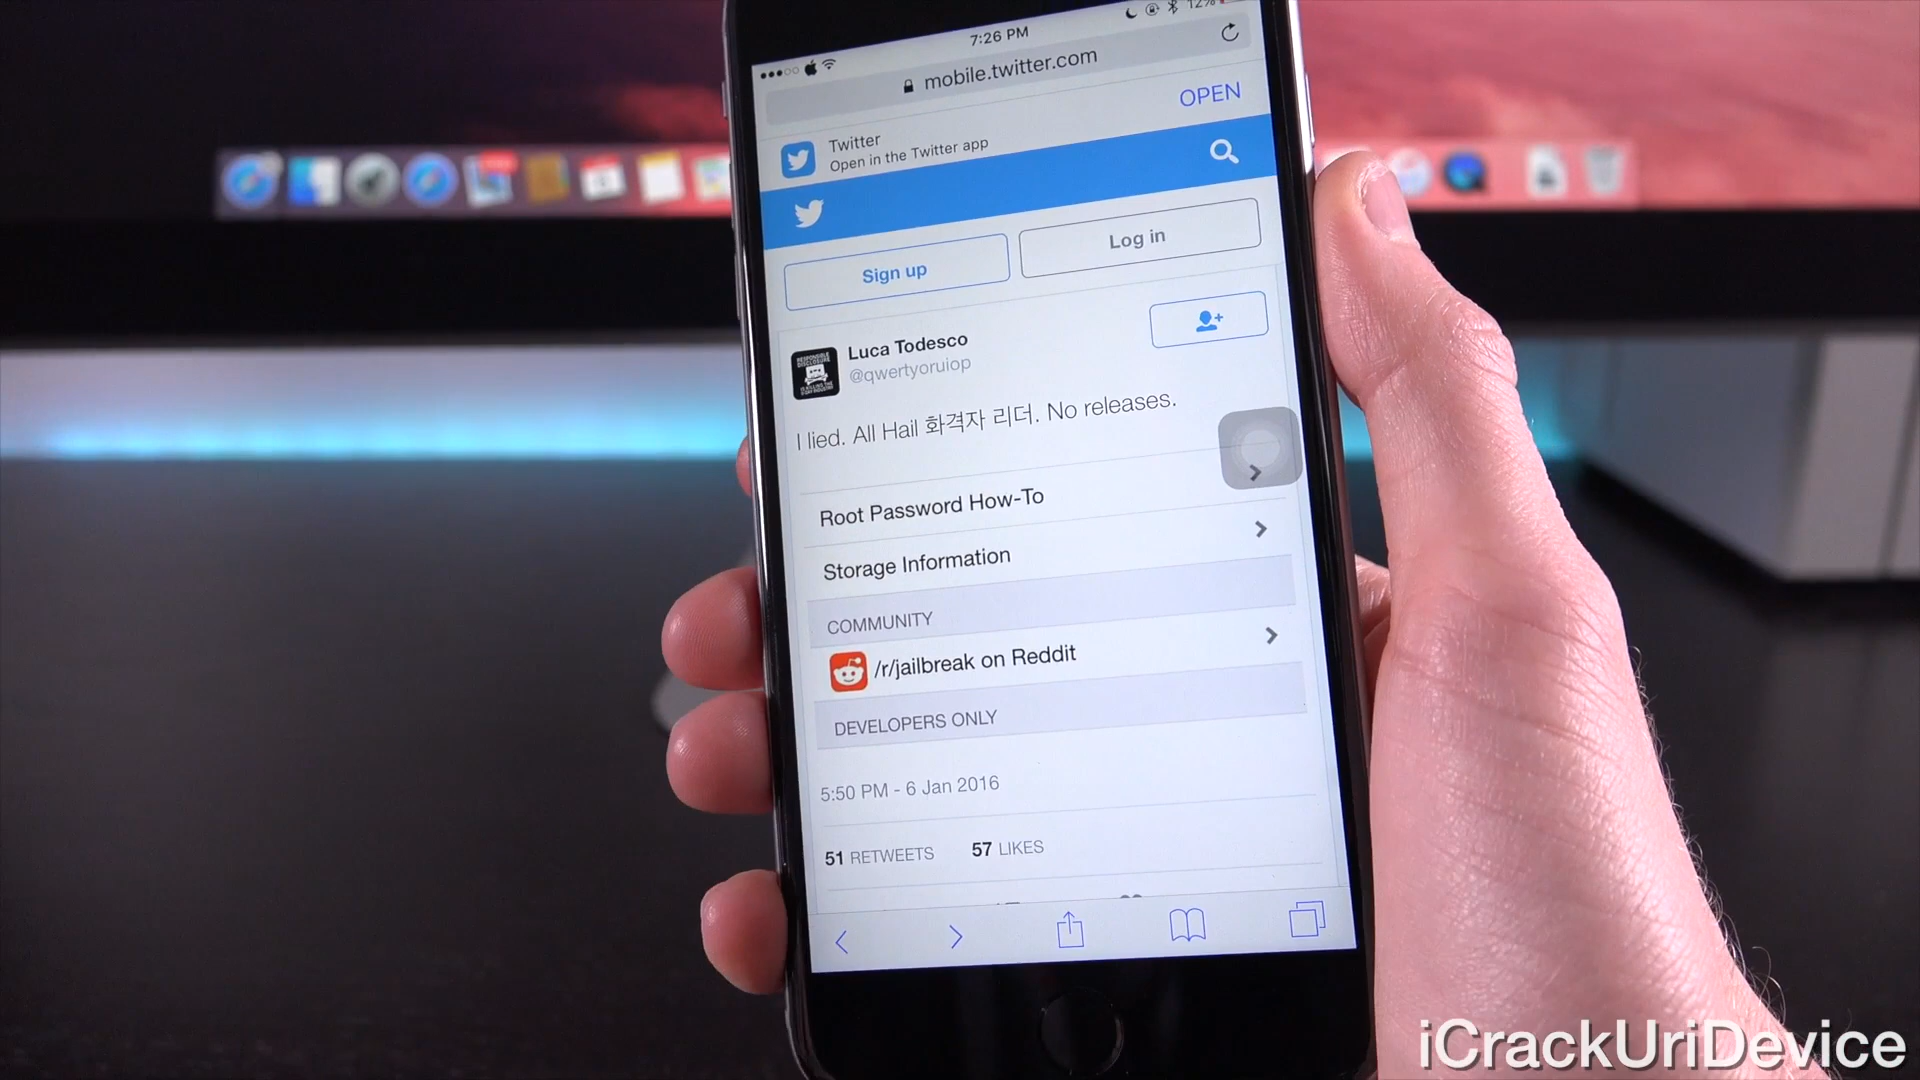 7:26 PM
12%
mobile.twitter.com
Twitter
OPEN
Open in the Twitter app
Sign up
Log in
Luca Todesco
@qwertyoruiop
I lied. All Hail 화격자 리더. No releases.
Root Password How-To
Storage Information
COMMUNITY
/r/jailbreak on Reddit
DEVELOPERS ONLY
5:50 PM - 6 Jan 2016
51 RETWEETS 57 LIKES
iCrackUriDevice